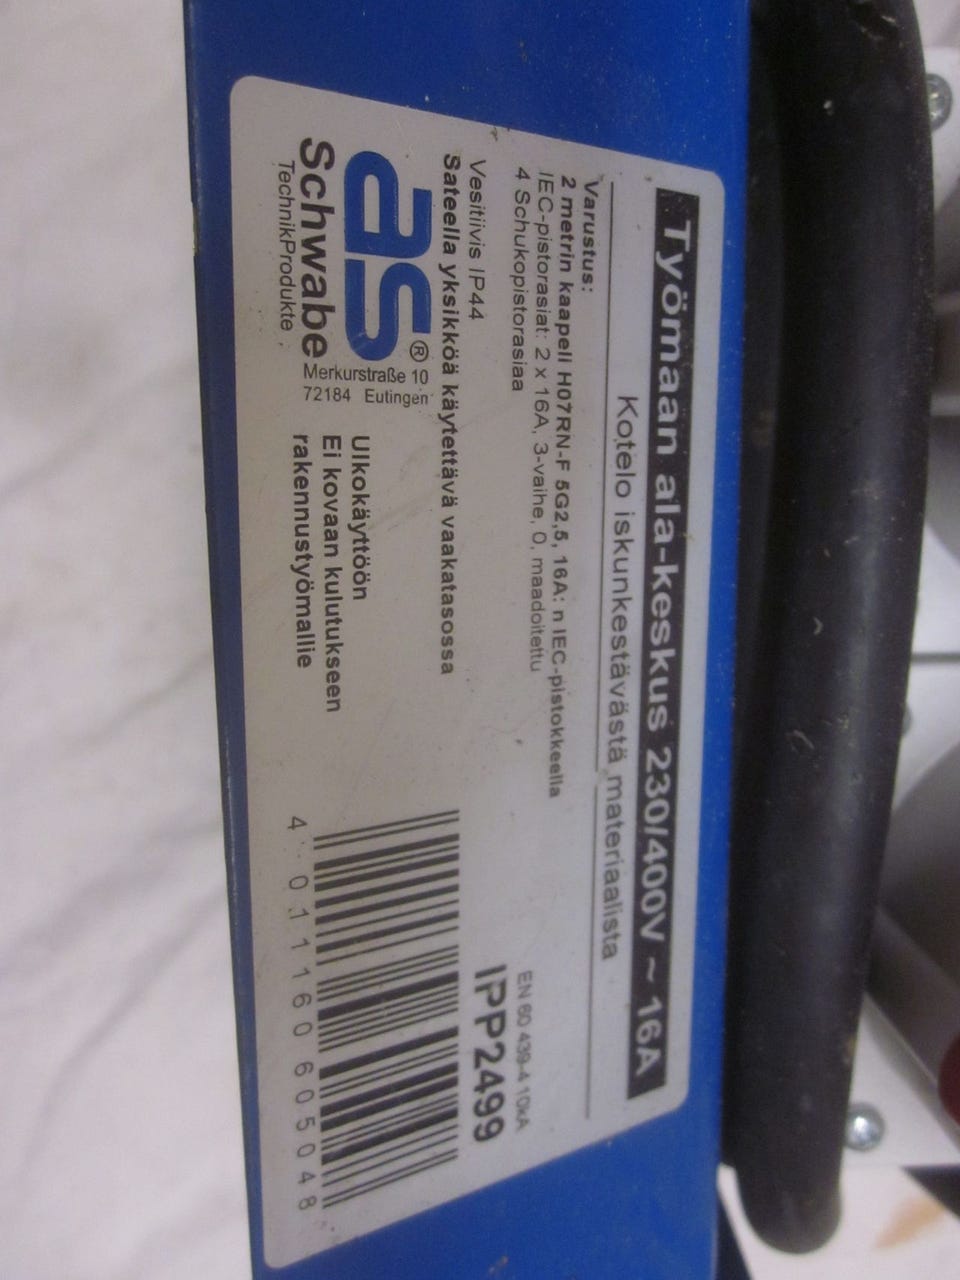 Työmaan ala-keskus 230/400V ~ 16A
Kotelo iskunkestävästä materiaalista
Varustus:
2 metrin kaapeli H07RN-F 5G2,5, 16A: n IEC-pistokkeella
IEC-pistorasiat: 2 x 16A, 3-vaihe, 0, maadoitettu
4 Schukopistorasiaa
EN 60 439-4 10kA
IPP2499
Vesitiivis IP44
Sateella yksikköä käytettävä vaakatasossa
as®
Schwabe
TechnikProdukte
Merkurstraße 10
72184 Eutingen
Ulkokäyttöön
Ei kovaan kulutukseen
rakennustyömallie
4 011160 605048